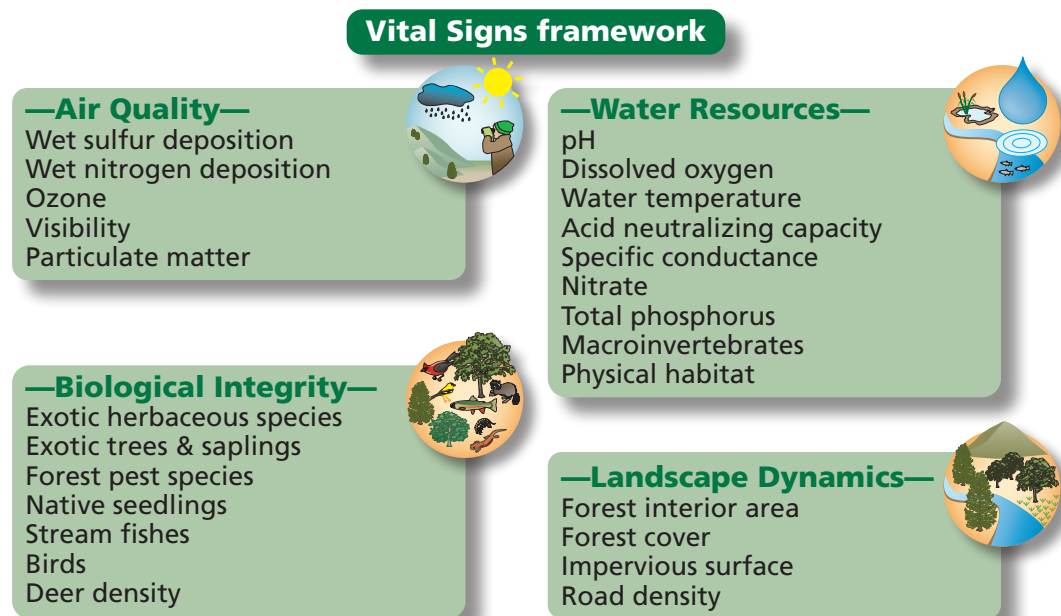 Vital Signs framework
—Air Quality—
Wet sulfur deposition
Wet nitrogen deposition
Ozone
Visibility
Particulate matter
—Water Resources—
pH
Dissolved oxygen
Water temperature
Acid neutralizing capacity
Specific conductance
Nitrate
Total phosphorus
Macroinvertebrates
Physical habitat
—Biological Integrity—
Exotic herbaceous species
Exotic trees & saplings
Forest pest species
Native seedlings
Stream fishes
Birds
Deer density
—Landscape Dynamics—
Forest interior area
Forest cover
Impervious surface
Road density